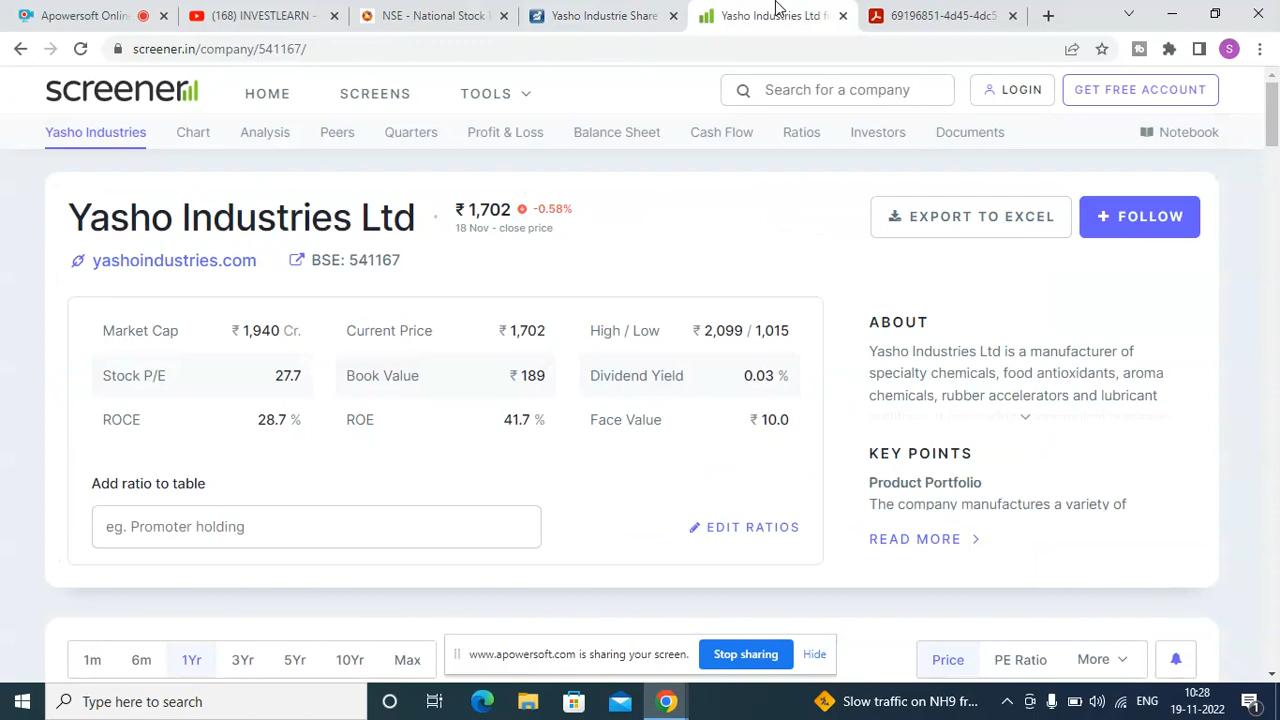 Apowersoft Online
(168) INVESTLEARN -
NSE - National Stock
Yasho Industrie Share
Yasho Industries Ltd f
69196851-4d45-4dc5
screener.in/company/541167/
S
screener
HOME
SCREENS
TOOLS
Search for a company
LOGIN
GET FREE ACCOUNT
Yasho Industries
Chart
Analysis
Peers
Quarters
Profit & Loss
Balance Sheet
Cash Flow
Ratios
Investors
Documents
Notebook
Yasho Industries Ltd
₹ 1,702 -0.58%
18 Nov - close price
EXPORT TO EXCEL
+ FOLLOW
yashoindustries.com
BSE: 541167
Market Cap ₹ 1,940 Cr.
Current Price ₹ 1,702
High / Low ₹ 2,099 / 1,015
Stock P/E 27.7
Book Value ₹ 189
Dividend Yield 0.03 %
ROCE 28.7 %
ROE 41.7 %
Face Value ₹ 10.0
Add ratio to table
eg. Promoter holding
EDIT RATIOS
ABOUT
Yasho Industries Ltd is a manufacturer of
specialty chemicals, food antioxidants, aroma
chemicals, rubber accelerators and lubricant
KEY POINTS
Product Portfolio
The company manufactures a variety of
READ MORE
1m
6m
1Yr
3Yr
5Yr
10Yr
Max
www.apowersoft.com is sharing your screen.
Stop sharing
Hide
Price
PE Ratio
More
Type here to search
Slow traffic on NH9 fr...
ENG
10:28
19-11-2022
1